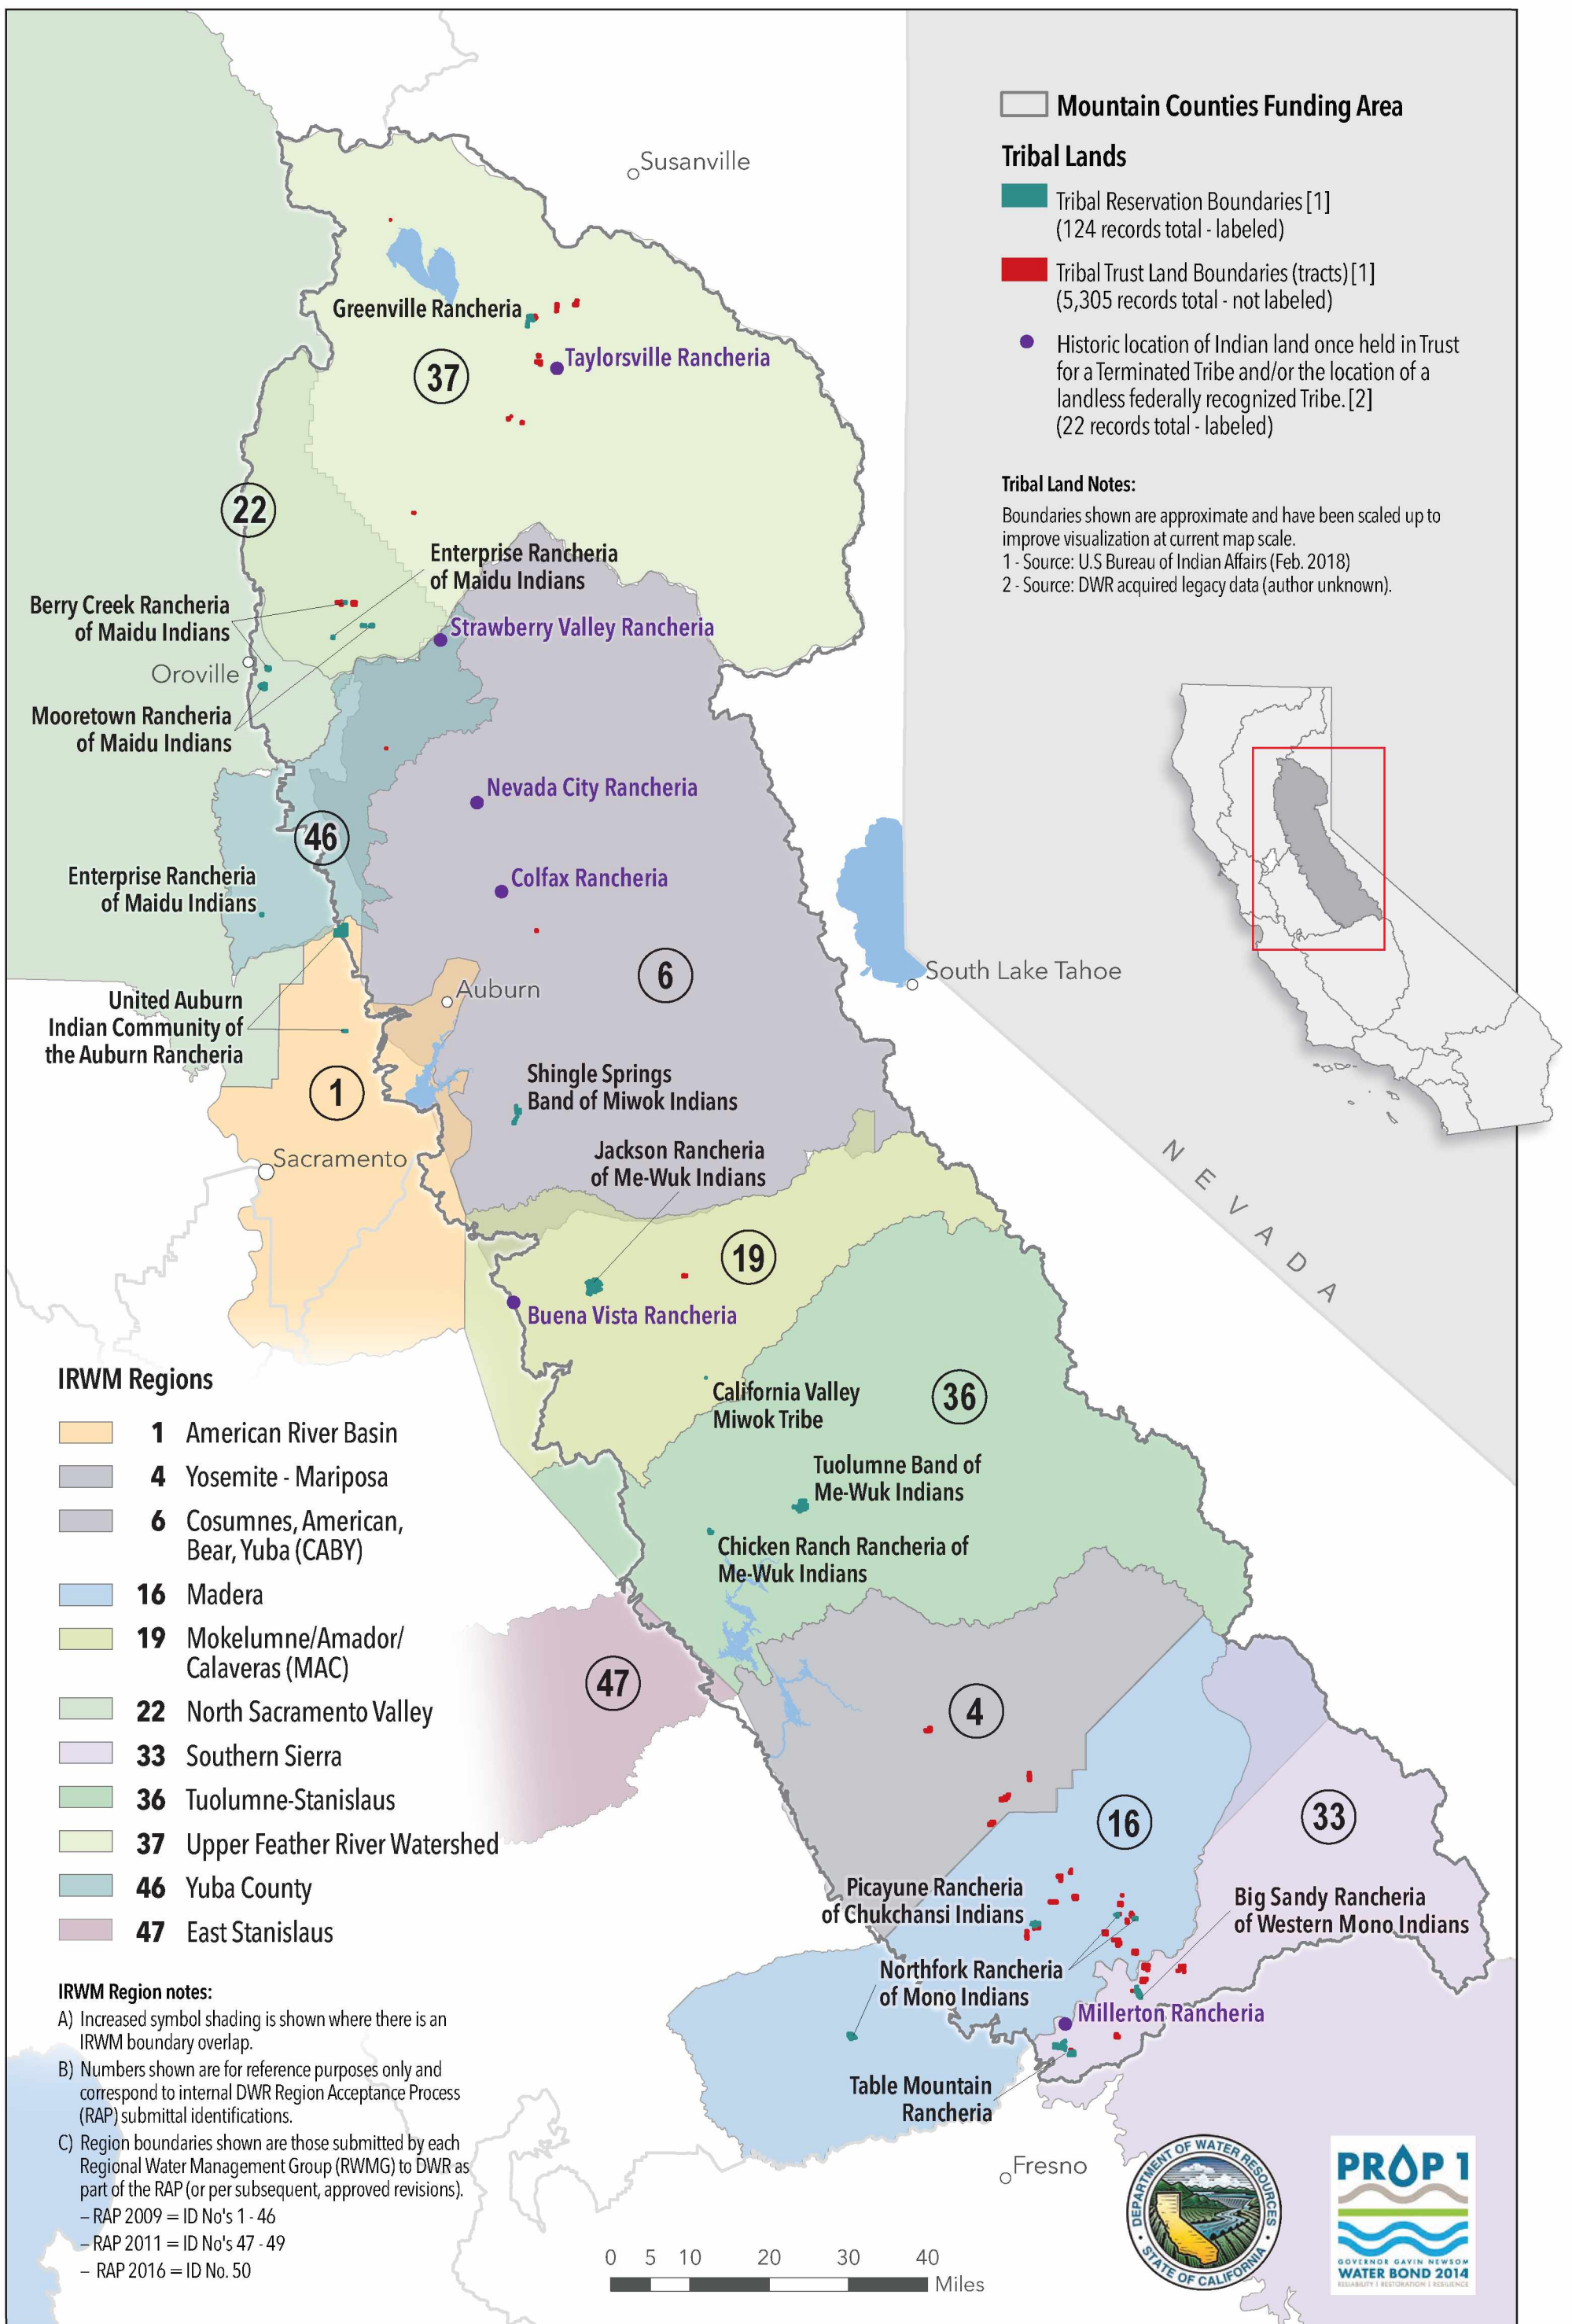 Mountain Counties Funding Area
Tribal Lands
Tribal Reservation Boundaries [1]
(124 records total - labeled)
Tribal Trust Land Boundaries (tracts) [1]
(5,305 records total - not labeled)
Historic location of Indian land once held in Trust
for a Terminated Tribe and/or the location of a
landless federally recognized Tribe. [2]
(22 records total - labeled)
Tribal Land Notes:
Boundaries shown are approximate and have been scaled up to
improve visualization at current map scale.
1 - Source: U.S Bureau of Indian Affairs (Feb. 2018)
2 - Source: DWR acquired legacy data (author unknown).
Susanville
Greenville Rancheria
Taylorsville Rancheria
37
22
Enterprise Rancheria
of Maidu Indians
Berry Creek Rancheria
of Maidu Indians
Strawberry Valley Rancheria
Oroville
Mooretown Rancheria
of Maidu Indians
Nevada City Rancheria
46
Enterprise Rancheria
of Maidu Indians
Colfax Rancheria
6
South Lake Tahoe
Auburn
United Auburn
Indian Community of
the Auburn Rancheria
1
Shingle Springs
Band of Miwok Indians
Jackson Rancheria
of Me-Wuk Indians
Sacramento
NEVADA
19
Buena Vista Rancheria
California Valley
Miwok Tribe
36
Tuolumne Band of
Me-Wuk Indians
Chicken Ranch Rancheria of
Me-Wuk Indians
47
4
16
33
Picayune Rancheria
of Chukchansi Indians
Big Sandy Rancheria
of Western Mono Indians
Northfork Rancheria
of Mono Indians
Millerton Rancheria
Table Mountain
Rancheria
Fresno
IRWM Regions
1 American River Basin
4 Yosemite - Mariposa
6 Cosumnes, American,
Bear, Yuba (CABY)
16 Madera
19 Mokelumne/Amador/
Calaveras (MAC)
22 North Sacramento Valley
33 Southern Sierra
36 Tuolumne-Stanislaus
37 Upper Feather River Watershed
46 Yuba County
47 East Stanislaus
IRWM Region notes:
A) Increased symbol shading is shown where there is an
IRWM boundary overlap.
B) Numbers shown are for reference purposes only and
correspond to internal DWR Region Acceptance Process
(RAP) submittal identifications.
C) Region boundaries shown are those submitted by each
Regional Water Management Group (RWMG) to DWR as
part of the RAP (or per subsequent, approved revisions).
– RAP 2009 = ID No's 1 - 46
– RAP 2011 = ID No's 47 - 49
– RAP 2016 = ID No. 50
0 5 10 20 30 40
Miles
DEPARTMENT OF WATER RESOURCES
STATE OF CALIFORNIA
PROP 1
GOVERNOR GAVIN NEWSOM
WATER BOND 2014
RELIABILITY | RESTORATION | RESILIENCE